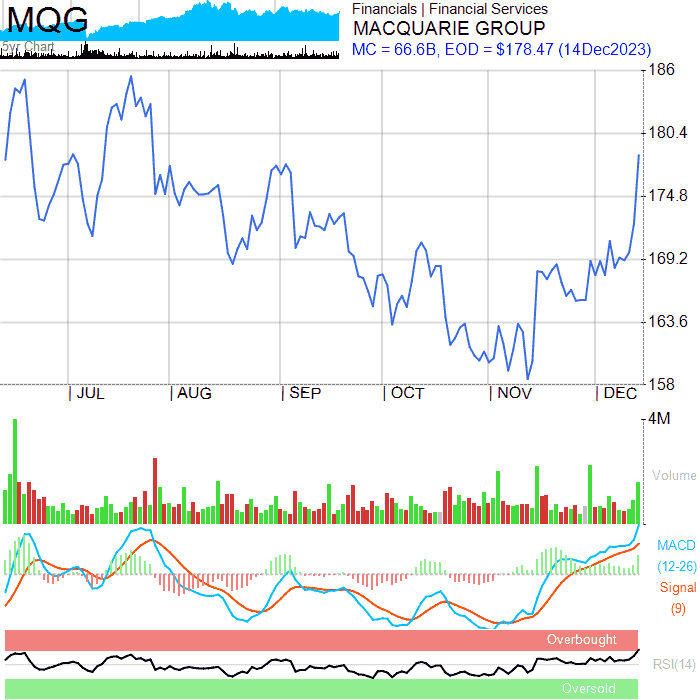 MQG
5yr Chart
Financials | Financial Services
MACQUARIE GROUP
MC = 66.6B, EOD = $178.47 (14Dec2023)
186
180.4
174.8
169.2
163.6
158
JUL AUG SEP OCT NOV DEC
4M
Volume
MACD
(12-26)
Signal
(9)
Overbought
RSI(14)
Oversold